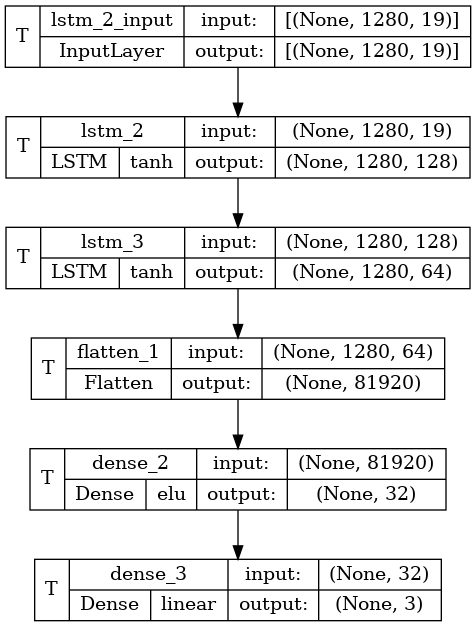 T lstm_2_input input: [(None, 1280, 19)]
InputLayer output: [(None, 1280, 19)]
T lstm_2 input: (None, 1280, 19)
LSTM tanh output: (None, 1280, 128)
T lstm_3 input: (None, 1280, 128)
LSTM tanh output: (None, 1280, 64)
T flatten_1 input: (None, 1280, 64)
Flatten output: (None, 81920)
T dense_2 input: (None, 81920)
Dense elu output: (None, 32)
T dense_3 input: (None, 32)
Dense linear output: (None, 3)